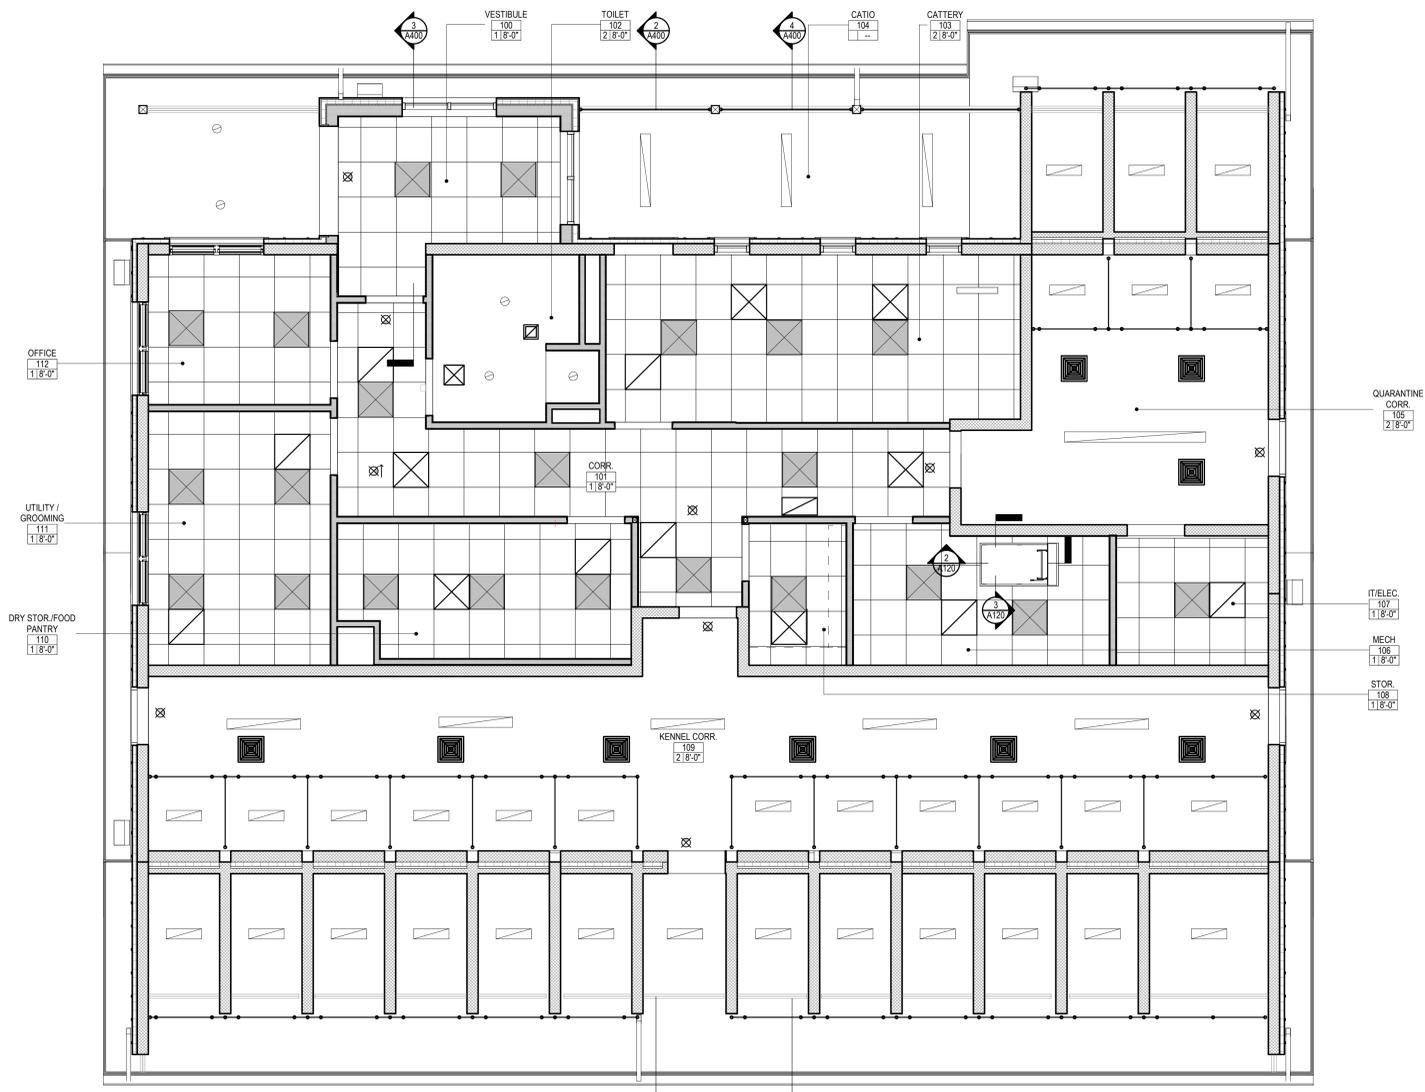 3
A400
VESTIBULE
100
1 8'-0"
TOILET
102
2 8'-0"
2
A400
4
A400
CATIO
104
--
CATTERY
103
2 8'-0"
OFFICE
112
1 8'-0"
QUARANTINE
CORR.
105
2 8'-0"
CORR.
101
1 8'-0"
UTILITY /
GROOMING
111
1 8'-0"
2
A120
3
A120
IT/ELEC.
107
1 8'-0"
DRY STOR./FOOD
PANTRY
110
1 8'-0"
MECH
106
1 8'-0"
STOR.
108
1 8'-0"
KENNEL CORR.
109
2 8'-0"